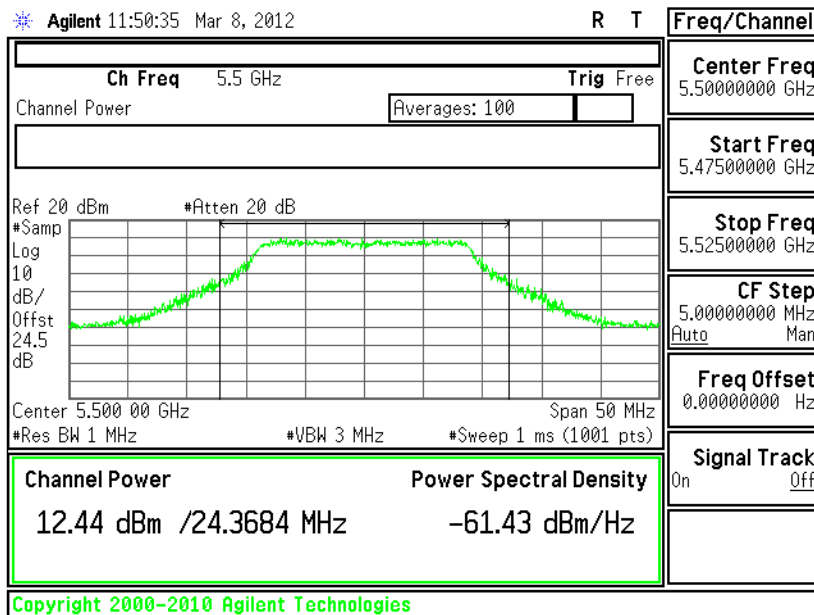 Agilent 11:50:35 Mar 8, 2012 R T
Freq/Channel
Ch Freq 5.5 GHz Trig Free
Channel Power Averages: 100
Center Freq
5.50000000 GHz
Start Freq
5.47500000 GHz
Stop Freq
5.52500000 GHz
CF Step
5.00000000 MHz
Auto Man
Freq Offset
0.00000000 Hz
Signal Track
On Off
Ref 20 dBm #Atten 20 dB
#Samp
Log
10
dB/
Offst
24.5
dB
Center 5.500 00 GHz Span 50 MHz
#Res BW 1 MHz #VBW 3 MHz #Sweep 1 ms (1001 pts)
Channel Power Power Spectral Density
12.44 dBm /24.3684 MHz -61.43 dBm/Hz
Copyright 2000-2010 Agilent Technologies